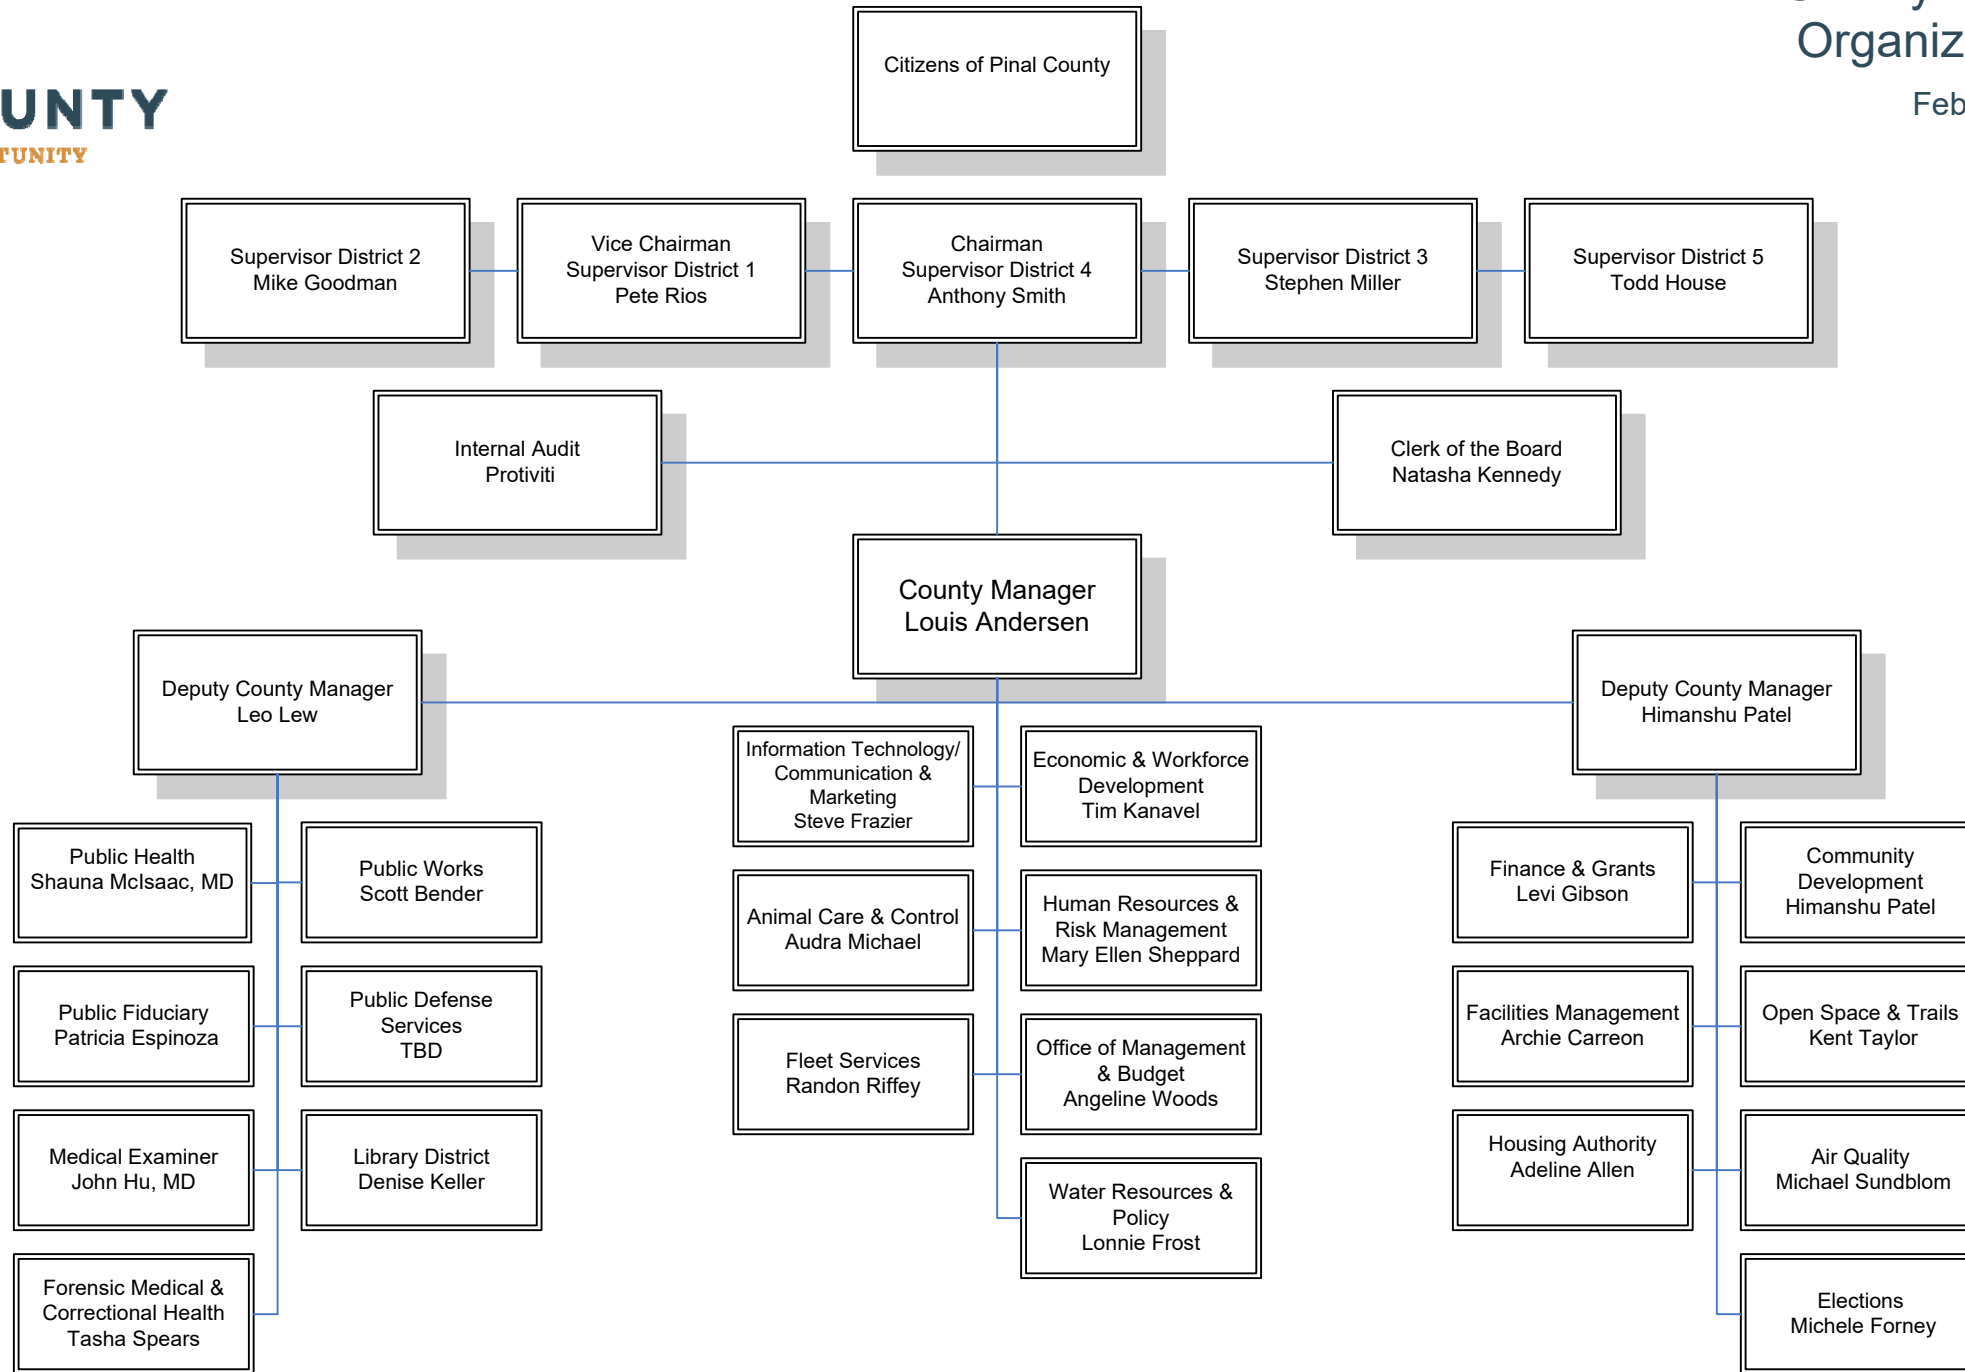 Organiz
Feb
UNTY
TUNITY
Citizens of Pinal County
Supervisor District 2
Mike Goodman
Vice Chairman
Supervisor District 1
Pete Rios
Chairman
Supervisor District 4
Anthony Smith
Supervisor District 3
Stephen Miller
Supervisor District 5
Todd House
Internal Audit
Protiviti
Clerk of the Board
Natasha Kennedy
County Manager
Louis Andersen
Deputy County Manager
Leo Lew
Deputy County Manager
Himanshu Patel
Public Health
Shauna McIsaac, MD
Public Works
Scott Bender
Public Fiduciary
Patricia Espinoza
Public Defense
Services
TBD
Medical Examiner
John Hu, MD
Library District
Denise Keller
Forensic Medical &
Correctional Health
Tasha Spears
Information Technology/
Communication &
Marketing
Steve Frazier
Economic & Workforce
Development
Tim Kanavel
Animal Care & Control
Audra Michael
Human Resources &
Risk Management
Mary Ellen Sheppard
Fleet Services
Randon Riffey
Office of Management
& Budget
Angeline Woods
Water Resources &
Policy
Lonnie Frost
Finance & Grants
Levi Gibson
Community
Development
Himanshu Patel
Facilities Management
Archie Carreon
Open Space & Trails
Kent Taylor
Housing Authority
Adeline Allen
Air Quality
Michael Sundblom
Elections
Michele Forney